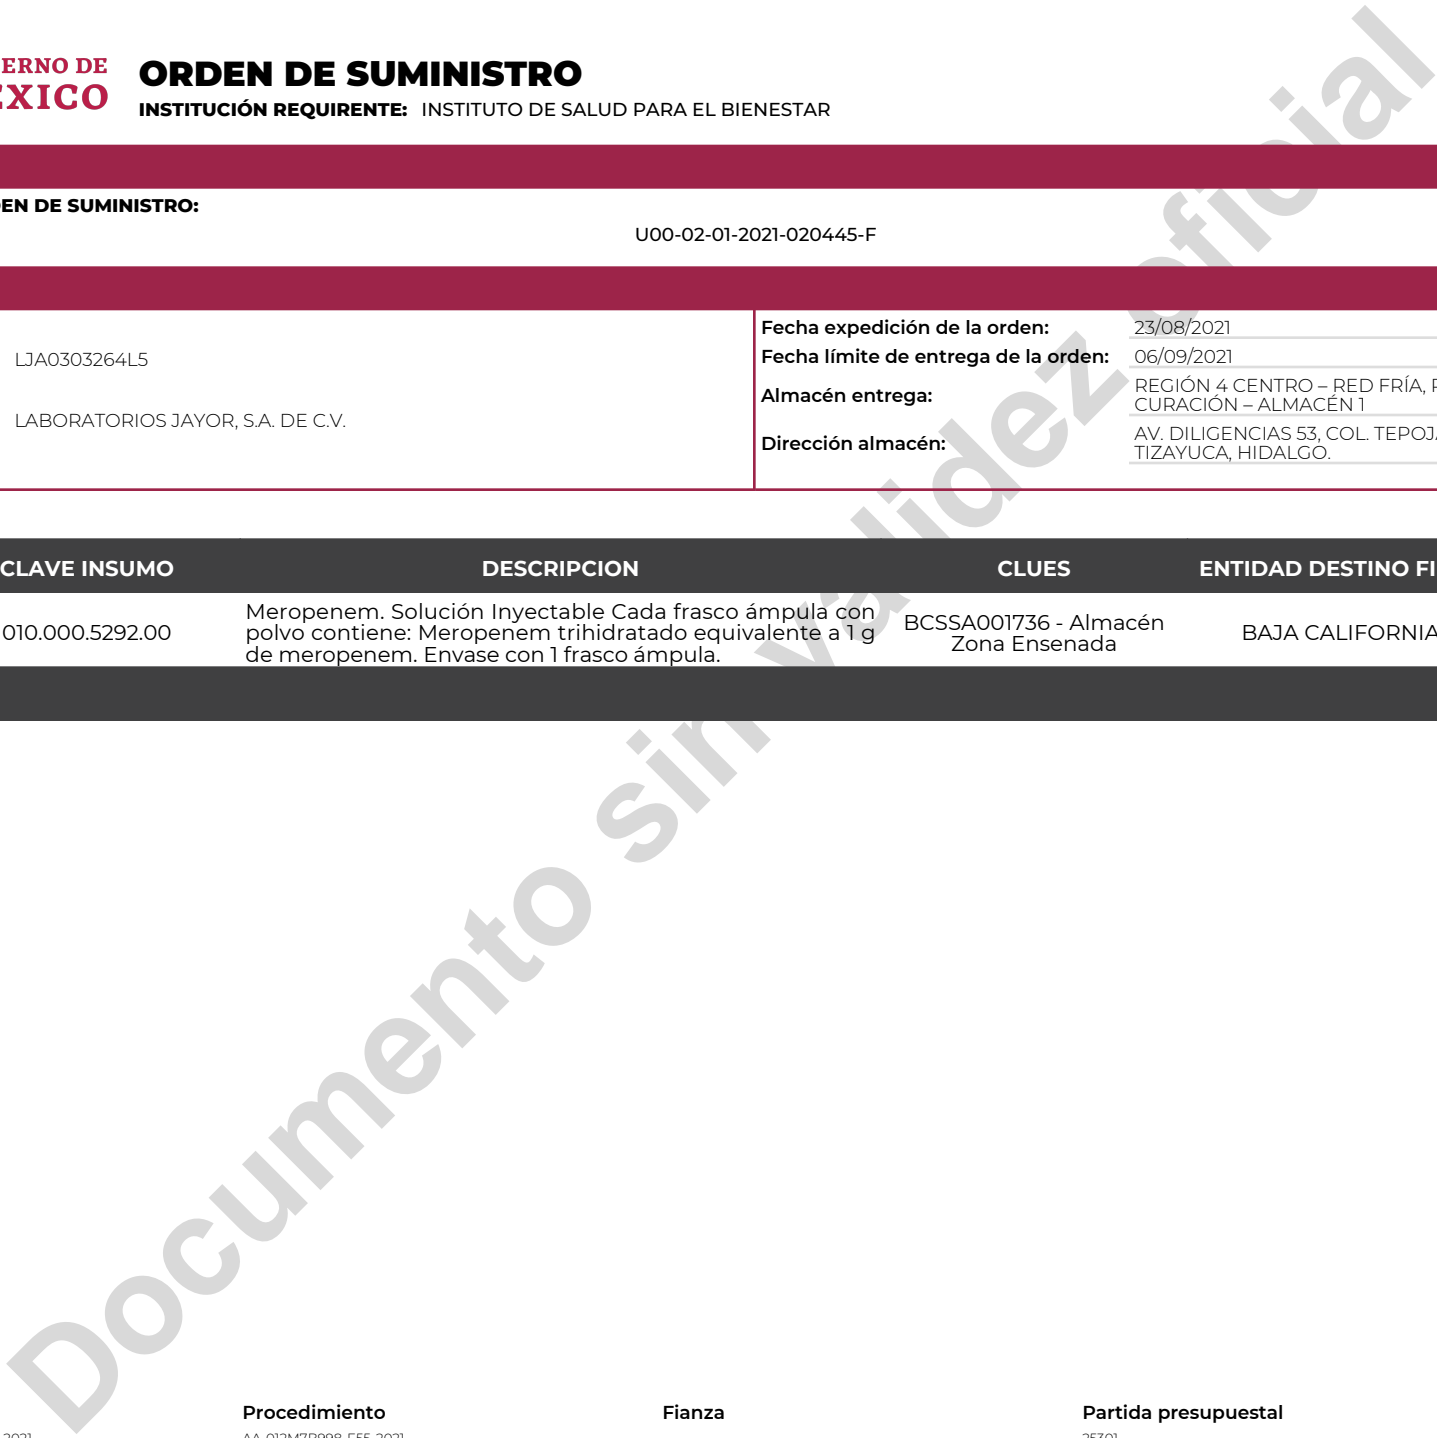 ERNO DE
ORDEN DE SUMINISTRO
EXICO
INSTITUCIÓN REQUIRENTE: INSTITUTO DE SALUD PARA EL BIENESTAR
EN DE SUMINISTRO:
U00-02-01-2021-020445-F
Fecha expedición de la orden: 23/08/2021
LJA0303264L5
Fecha límite de entrega de la orden: 06/09/2021
Almacén entrega: REGIÓN 4 CENTRO – RED FRÍA,
CURACIÓN – ALMACÉN 1
LABORATORIOS JAYOR, S.A. DE C.V.
Dirección almacén: AV. DILIGENCIAS 53, COL. TEPOJ
TIZAYUCA, HIDALGO.
CLAVE INSUMO DESCRIPCION CLUES ENTIDAD DESTINO FI
010.000.5292.00
Meropenem. Solución Inyectable Cada frasco ámpula con
polvo contiene: Meropenem trihidratado equivalente a 1 g
de meropenem. Envase con 1 frasco ámpula.
BCSSA001736 - Almacén
Zona Ensenada
BAJA CALIFORNIA
Documento sin validez oficial
Procedimiento Fianza Partida presupuestal